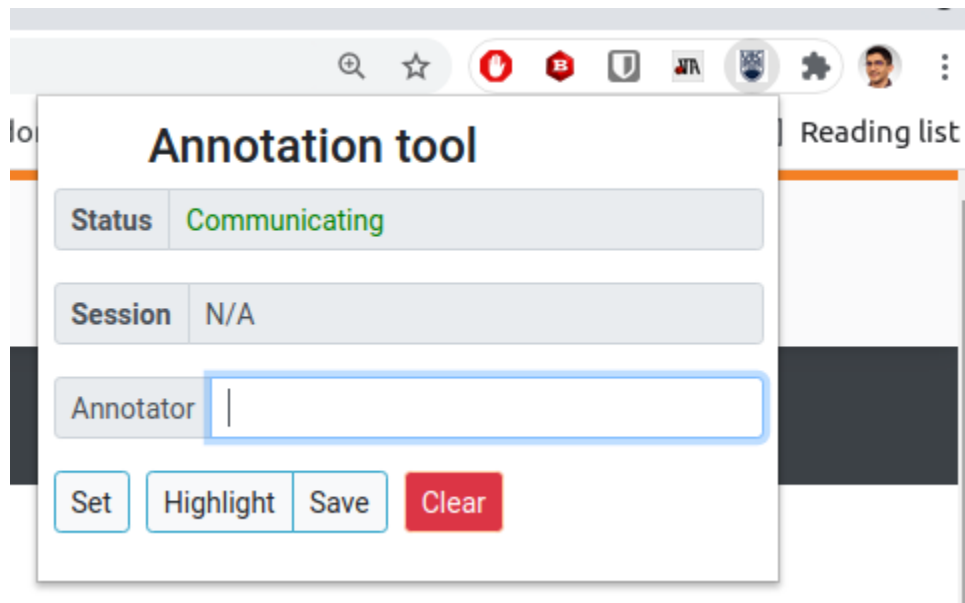 Reading list
Annotation tool
Status Communicating
Session N/A
Annotator
Set Highlight Save Clear